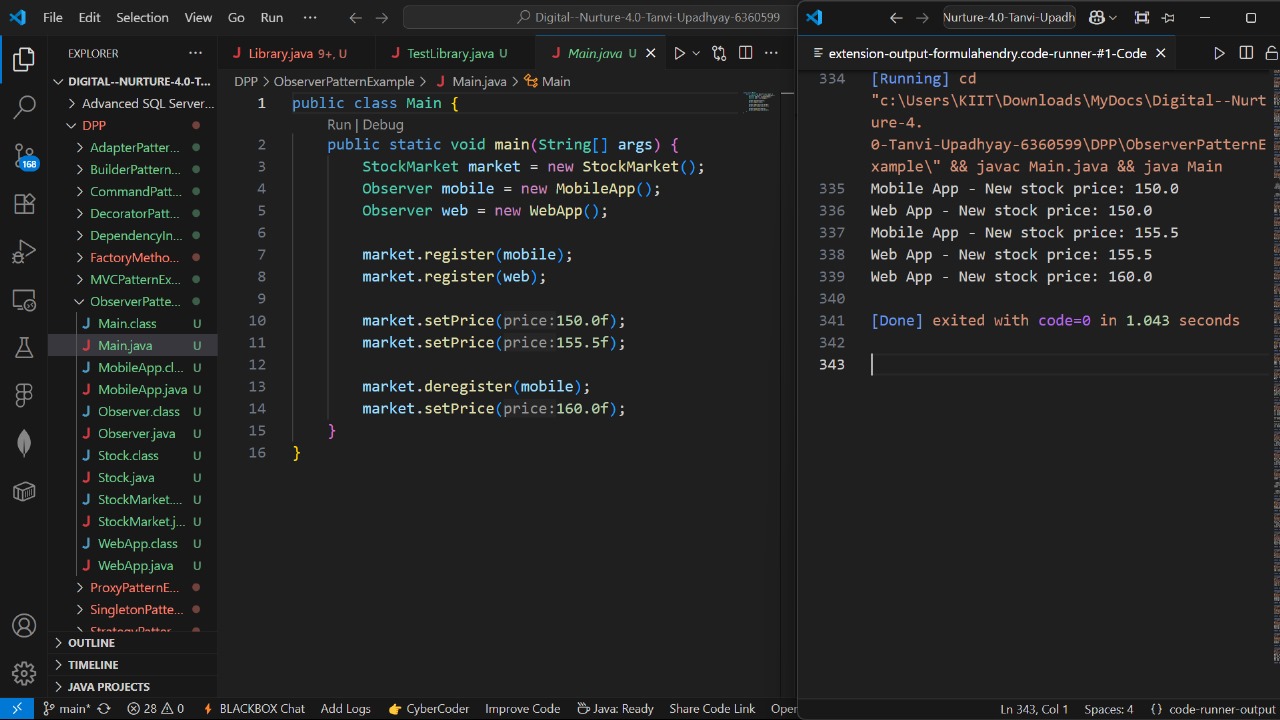 File Edit Selection View Go Run ··· Digital--Nurture-4.0-Tanvi-Upadhyay-6360599
EXPLORER ···
DIGITAL--NURTURE-4.0-T...
Advanced SQL Server...
DPP
AdapterPatter...
BuilderPattern...
CommandPatt...
DecoratorPatt...
DependencyIn...
FactoryMetho...
MVCPatternEx...
ObserverPatte...
Main.class U
Main.java U
MobileApp.cl... U
MobileApp.java U
Observer.class U
Observer.java U
Stock.class U
Stock.java U
StockMarket.... U
StockMarket.j... U
WebApp.class U
WebApp.java U
ProxyPatternE...
SingletonPatte...
StrategyPatter...
OUTLINE
TIMELINE
JAVA PROJECTS
168
Library.java 9+, U TestLibrary.java U Main.java U
DPP > ObserverPatternExample > Main.java > Main
1 public class Main {
Run | Debug
2 public static void main(String[] args) {
3 StockMarket market = new StockMarket();
4 Observer mobile = new MobileApp();
5 Observer web = new WebApp();
6
7 market.register(mobile);
8 market.register(web);
9
10 market.setPrice(price:150.0f);
11 market.setPrice(price:155.5f);
12
13 market.deregister(mobile);
14 market.setPrice(price:160.0f);
15 }
16 }
main* 28 0 BLACKBOX Chat Add Logs CyberCoder Improve Code Java: Ready Share Code Link Open
Nurture-4.0-Tanvi-Upadh
extension-output-formulahendry.code-runner-#1-Code
334 [Running] cd
"c:\Users\KIIT\Downloads\MyDocs\Digital--Nurt
ure-4.
0-Tanvi-Upadhyay-6360599\DPP\ObserverPatternE
xample\" && javac Main.java && java Main
335 Mobile App - New stock price: 150.0
336 Web App - New stock price: 150.0
337 Mobile App - New stock price: 155.5
338 Web App - New stock price: 155.5
339 Web App - New stock price: 160.0
340
341 [Done] exited with code=0 in 1.043 seconds
342
343
Ln 343, Col 1 Spaces: 4 {} code-runner-output